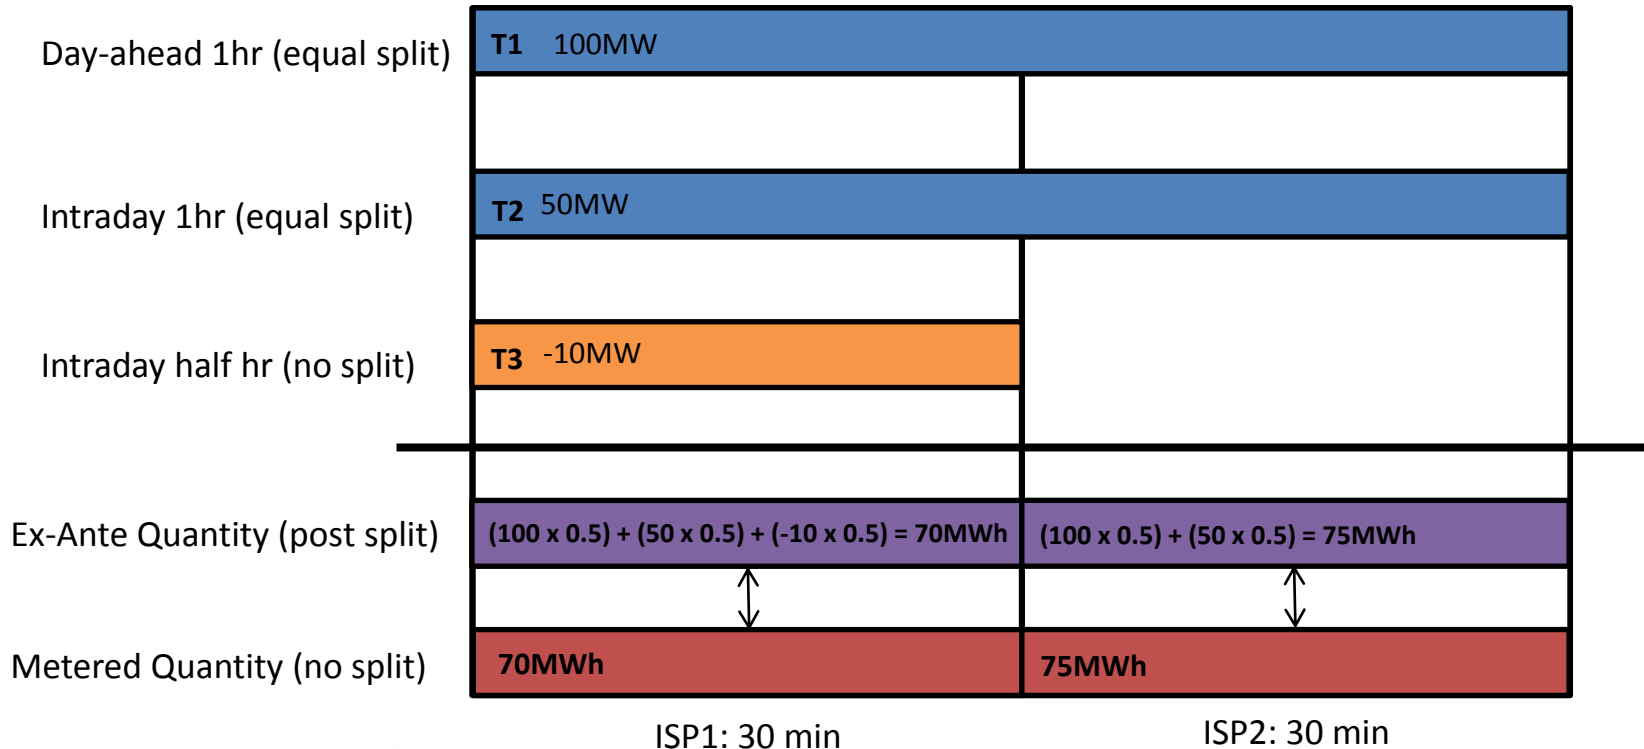 Day-ahead 1hr (equal split)
T1 100MW
Intraday 1hr (equal split)
T2 50MW
Intraday half hr (no split)
T3 -10MW
Ex-Ante Quantity (post split)
(100 x 0.5) + (50 x 0.5) + (-10 x 0.5) = 70MWh
(100 x 0.5) + (50 x 0.5) = 75MWh
Metered Quantity (no split)
70MWh
75MWh
ISP1: 30 min
ISP2: 30 min